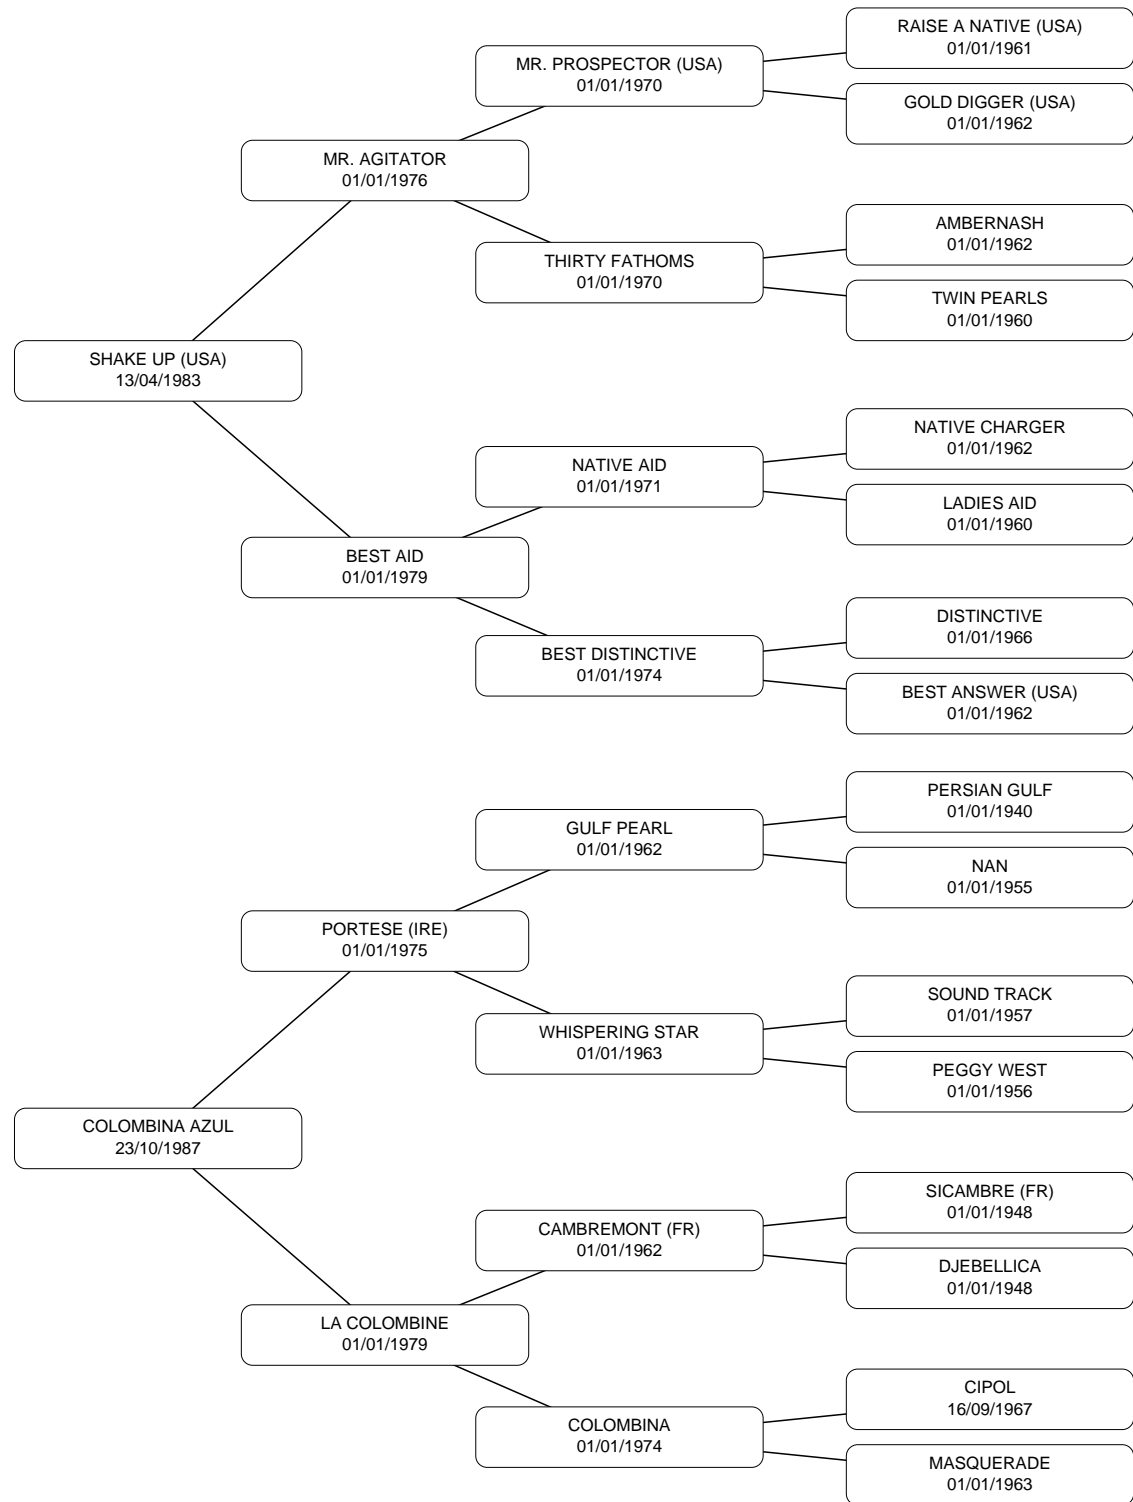 RAISE A NATIVE (USA)
01/01/1961
MR. PROSPECTOR (USA)
01/01/1970
GOLD DIGGER (USA)
01/01/1962
MR. AGITATOR
01/01/1976
AMBERNASH
01/01/1962
THIRTY FATHOMS
01/01/1970
TWIN PEARLS
01/01/1960
SHAKE UP (USA)
13/04/1983
NATIVE CHARGER
01/01/1962
NATIVE AID
01/01/1971
LADIES AID
01/01/1960
BEST AID
01/01/1979
DISTINCTIVE
01/01/1966
BEST DISTINCTIVE
01/01/1974
BEST ANSWER (USA)
01/01/1962
PERSIAN GULF
01/01/1940
GULF PEARL
01/01/1962
NAN
01/01/1955
PORTESE (IRE)
01/01/1975
SOUND TRACK
01/01/1957
WHISPERING STAR
01/01/1963
PEGGY WEST
01/01/1956
COLOMBINA AZUL
23/10/1987
SICAMBRE (FR)
01/01/1948
CAMBREMONT (FR)
01/01/1962
DJEBELLICA
01/01/1948
LA COLOMBINE
01/01/1979
CIPOL
16/09/1967
COLOMBINA
01/01/1974
MASQUERADE
01/01/1963